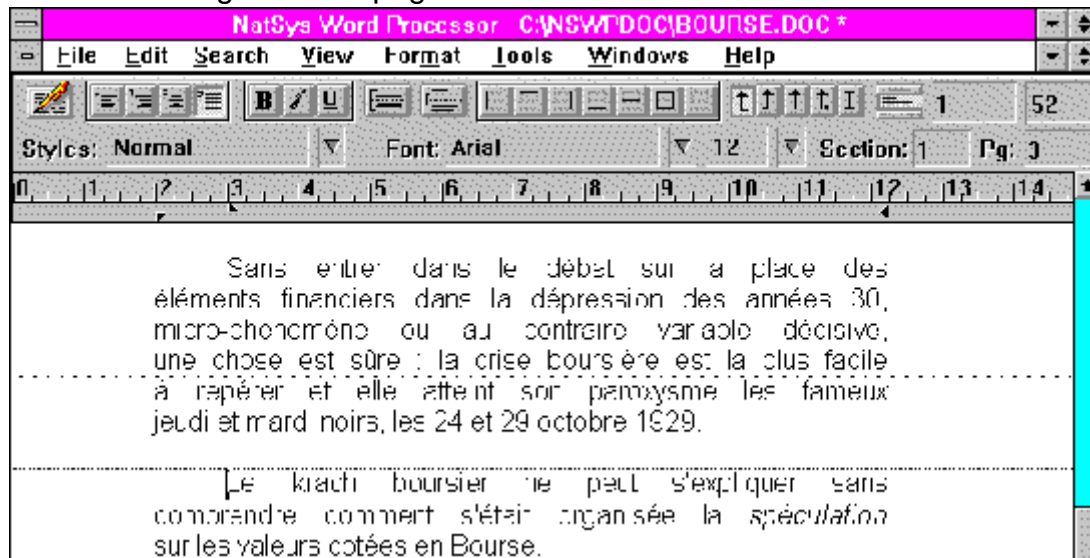 NatSys Word Processor C:\NSWPDOC\BOURSE.DOC *
File Edit Search View Format Tools Windows Help
B I U 1 52
Styles: Normal Font: Arial 12 Section: 1 Pg: 3
0 1 2 3 4 5 6 7 8 9 10 11 12 13 14
Sans entrer dans le débat sur la place des
éléments financiers dans la dépression des années 30,
micro-phénomène ou au contraire variable décisive,
une chose est sûre : la crise boursière est la plus facile
à repérer et elle atteint son paroxysme les fameux
jeudi et mardi noirs, les 24 et 29 octobre 1929.
Le krach boursier ne peut s'expliquer sans
comprendre comment s'était organisée la spéculation
sur les valeurs cotées en Bourse.